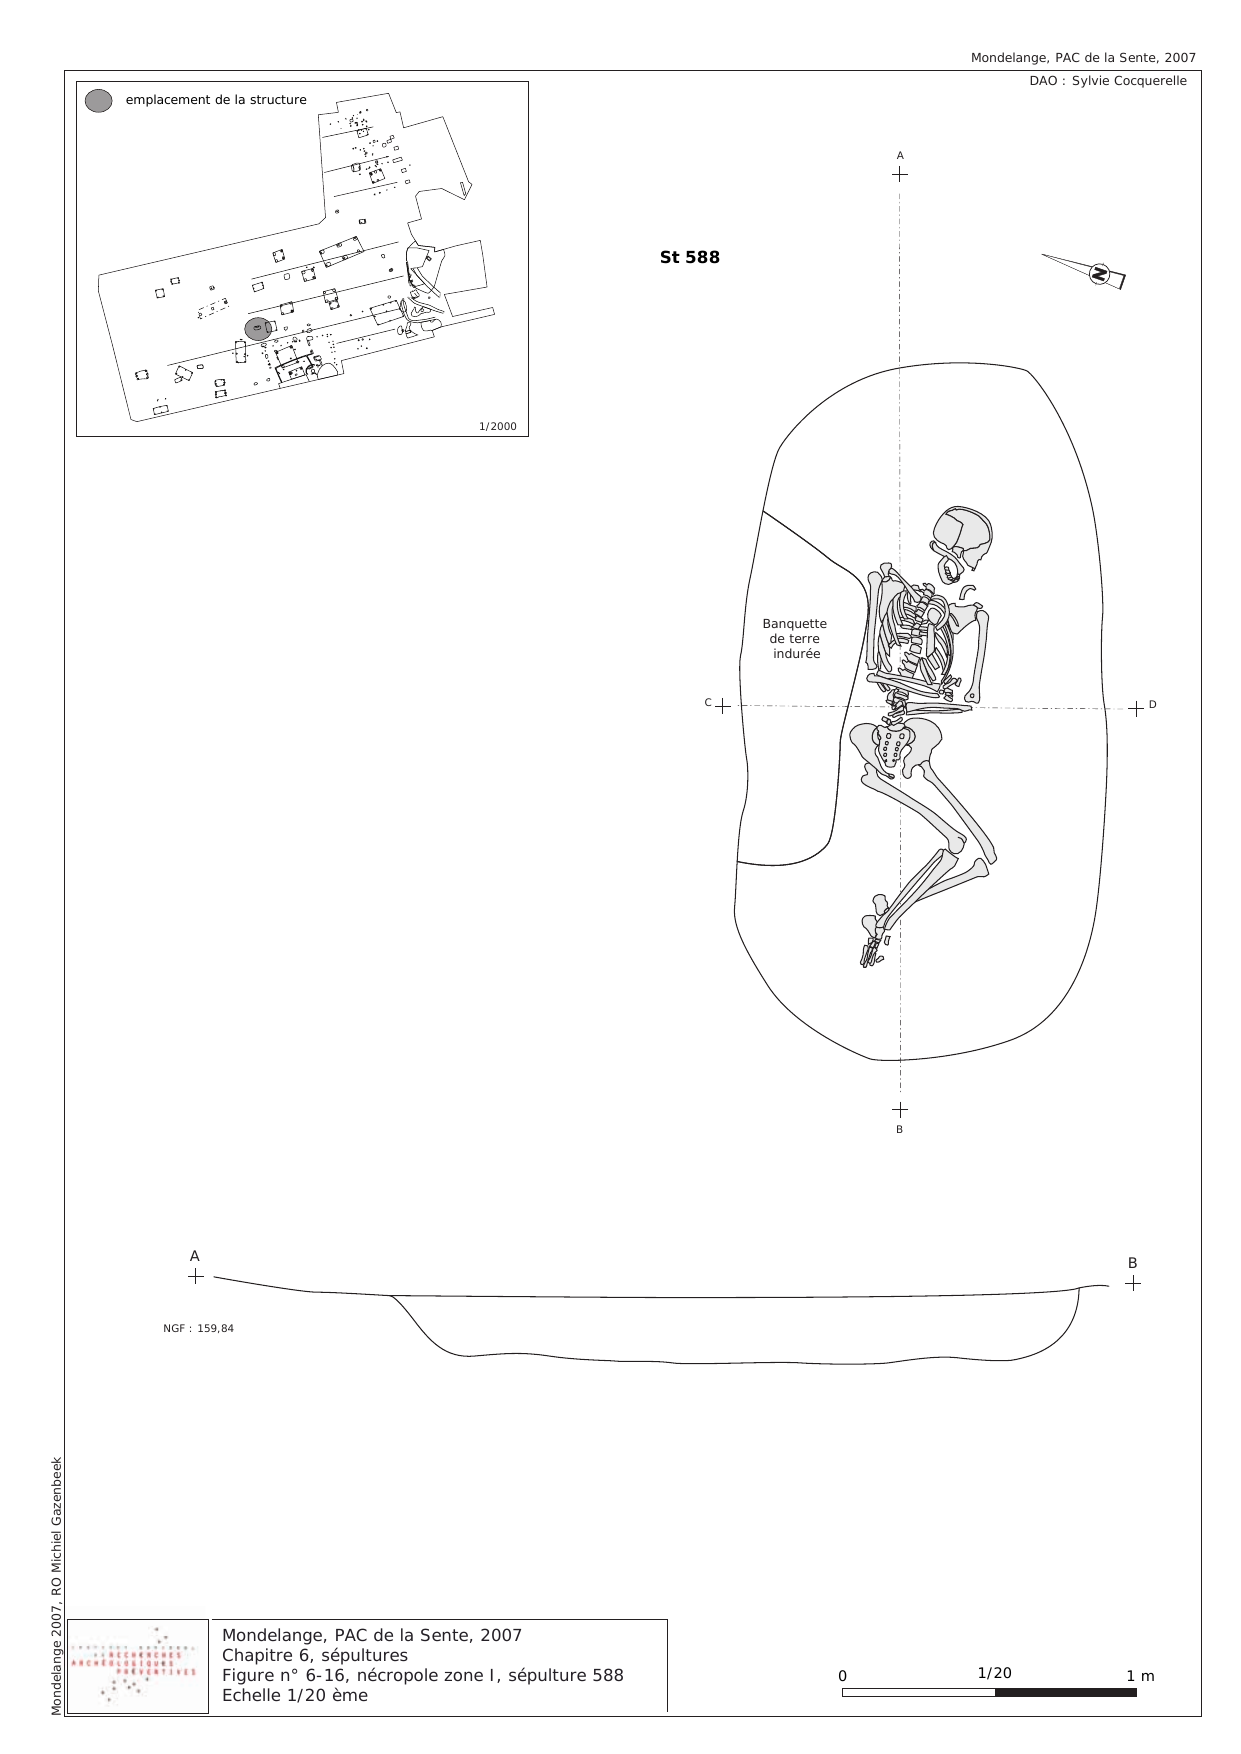 Mondelange, PAC de la Sente, 2007
DAO : Sylvie Cocquerelle
emplacement de la structure
1/2000
St 588
A
N
Banquette
de terre
indurée
C
D
B
A
B
NGF : 159,84
Mondelange 2007, RO Michiel Gazenbeek
RECHERCHES
ARCHÉOLOGIQUES
PRÉVENTIVES
Mondelange, PAC de la Sente, 2007
Chapitre 6, sépultures
Figure n° 6-16, nécropole zone I, sépulture 588
Echelle 1/20 ème
0
1/20
1 m